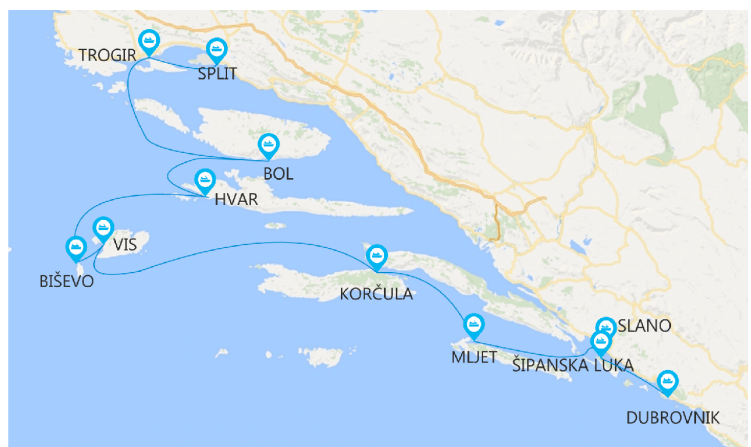 TROGIR
SPLIT
BOL
HVAR
VIS
BIŠEVO
KORČULA
SLANO
MLJET
ŠIPANSKA LUKA
DUBROVNIK